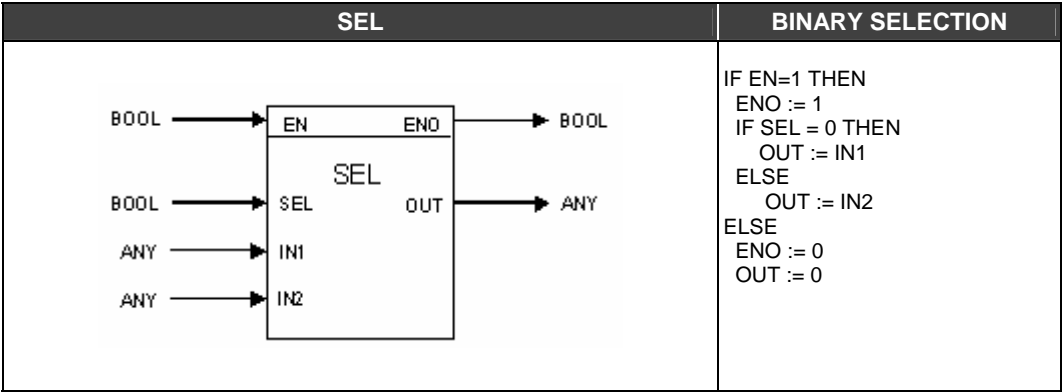 SEL
BINARY SELECTION
BOOL EN ENO BOOL
SEL
BOOL SEL OUT ANY
ANY IN1
ANY IN2
IF EN=1 THEN
ENO := 1
IF SEL = 0 THEN
OUT := IN1
ELSE
OUT := IN2
ELSE
ENO := 0
OUT := 0